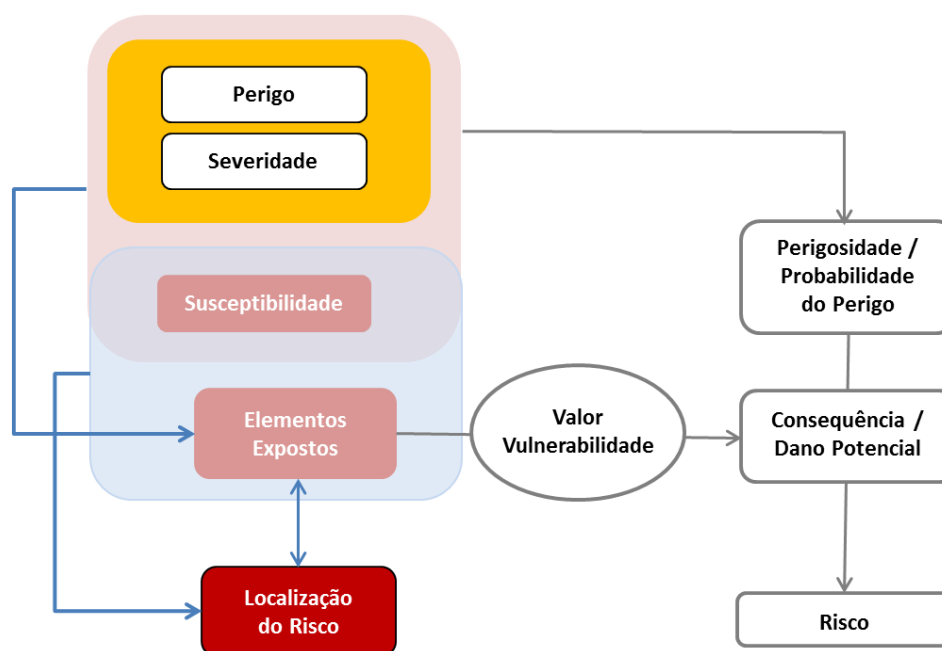 Perigo
Severidade
Susceptibilidade
Elementos
Expostos
Localização
do Risco
Valor
Vulnerabilidade
Perigosidade /
Probabilidade
do Perigo
Consequência /
Dano Potencial
Risco